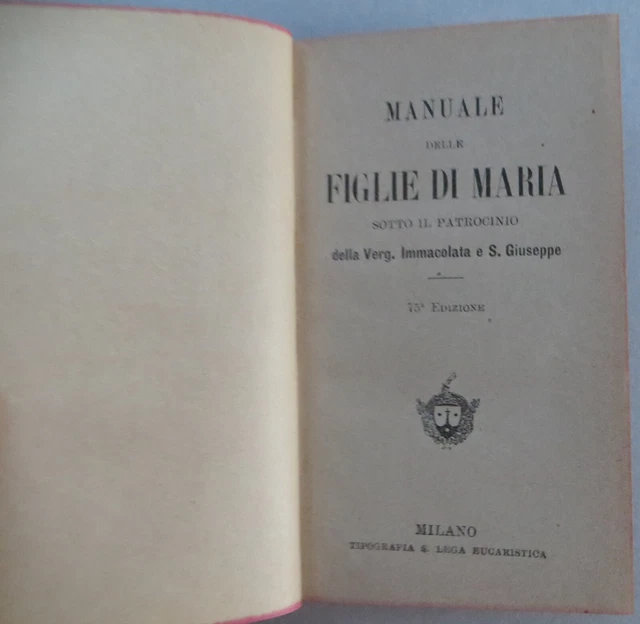 MANUALE
DELLE
FIGLIE DI MARIA
SOTTO IL PATROCINIO
della Verg. Immacolata e S. Giuseppe
75ª EDIZIONE
MILANO
TIPOGRAFIA S. LEGA EUCARISTICA